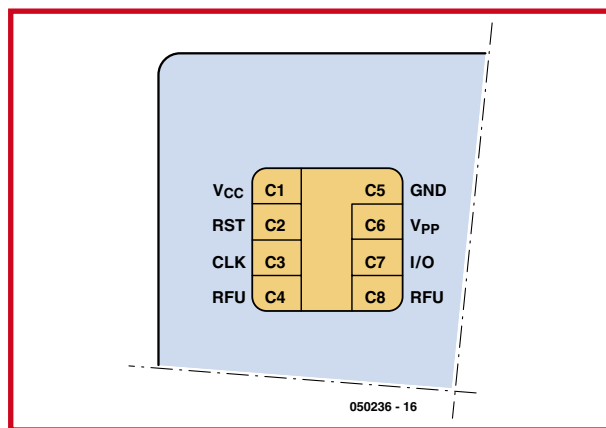 VCC C1 C5 GND
RST C2 C6 VPP
CLK C3 C7 I/O
RFU C4 C8 RFU
050236 - 16